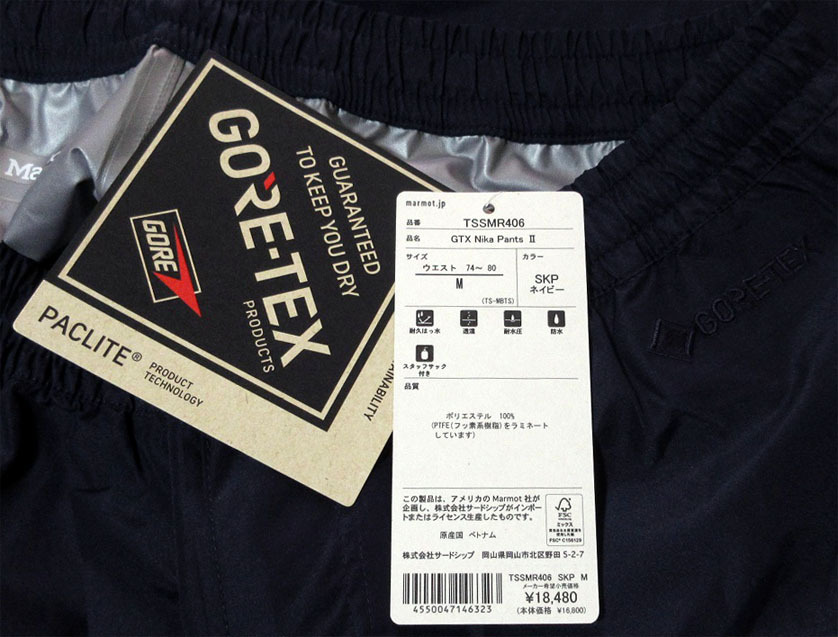 Ma
GUARANTEED
TO KEEP YOU DRY
GORE-TEX
PRODUCTS
GORE
PACLITE®
PRODUCT
TECHNOLOGY
AINABILITY
marmot.jp
品番 TSSMR406
品名 GTX Nika Pants Ⅱ
サイズ カラー
ウエスト 74〜 80
M
SKP
ネイビー
(TS-MBTS)
耐久はっ水 透湿 耐水圧 防水
スタッフサック
付き
品質
ポリエステル 100%
(PTFE(フッ素系樹脂)をラミネート
しています)
この製品は、アメリカのMarmot 社が
企画し、株式会社サードシップがインポー
トまたはライセンス生産したものです。
原産国 ベトナム
FSC
ミックス
FSC® C156129
株式会社サードシップ 岡山県岡山市北区野田 5-2-7
TSSMR406 SKP M
メーカー希望小売価格
¥18,480
(本体価格 ¥16,800)
4550047146323
GORE-TEX